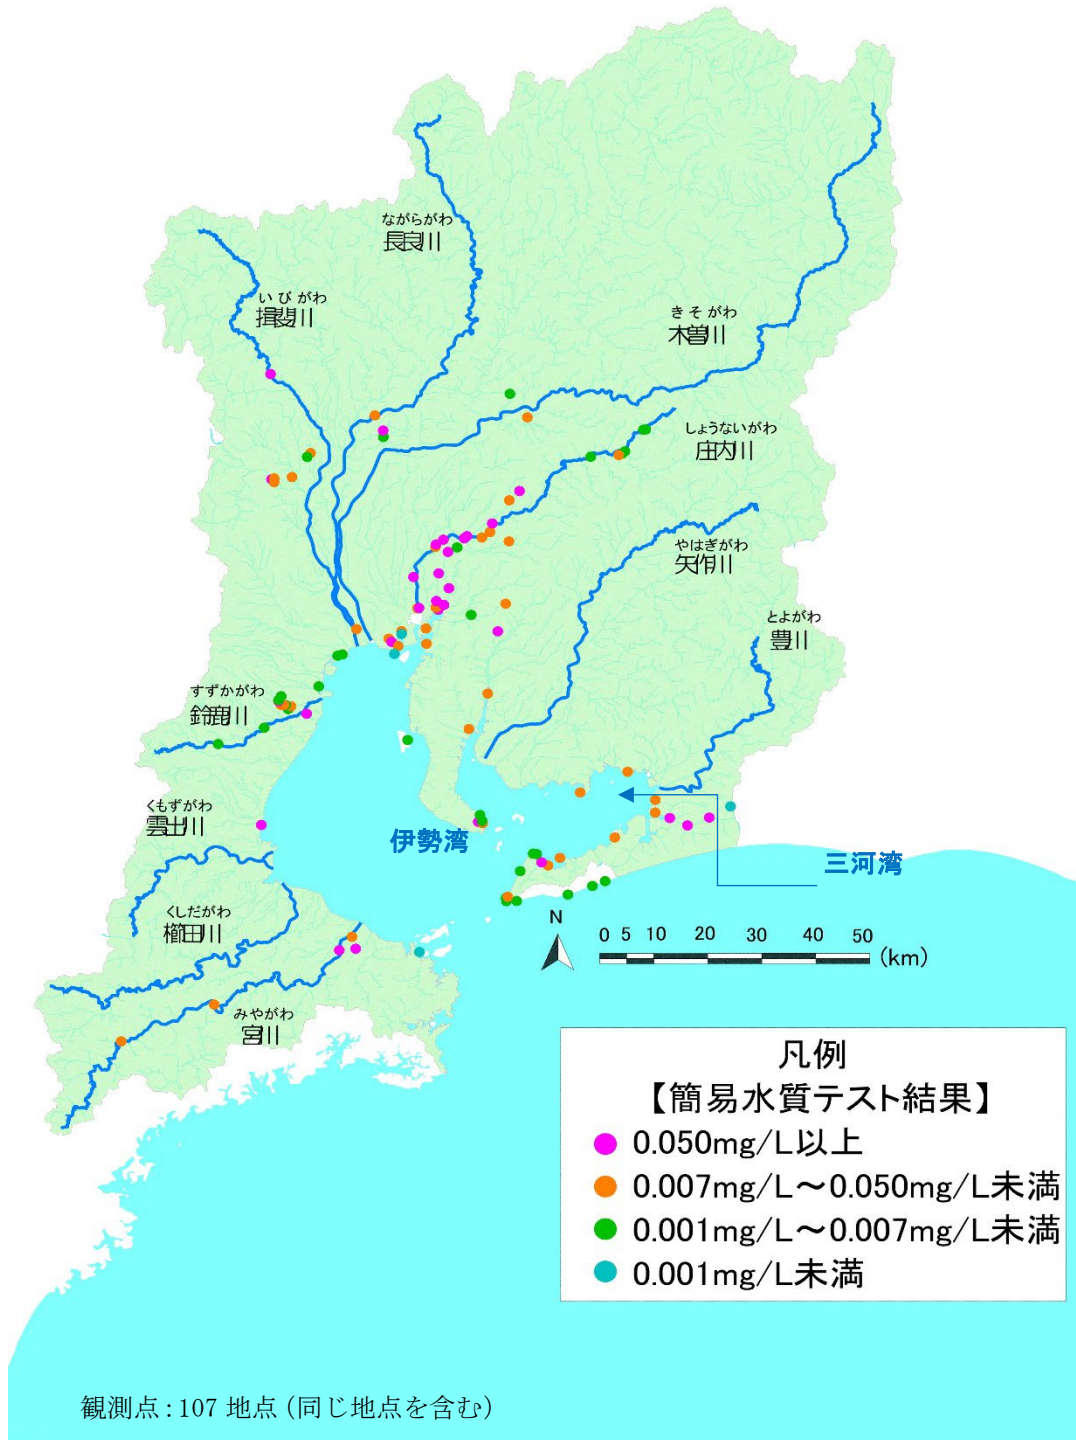 ながらがわ
長良川
いびがわ
揖斐川
きそがわ
木曽川
しょうないがわ
庄内川
やはぎがわ
矢作川
とよがわ
豊川
すずかがわ
鈴鹿川
くもずがわ
雲出川
伊勢湾
三河湾
くしだがわ
櫛田川
みやがわ
宮川
N
0 5 10 20 30 40 50 (km)
凡例
【簡易水質テスト結果】
0.050mg/L以上
0.007mg/L～0.050mg/L未満
0.001mg/L～0.007mg/L未満
0.001mg/L未満
観測点:107 地点(同じ地点を含む)